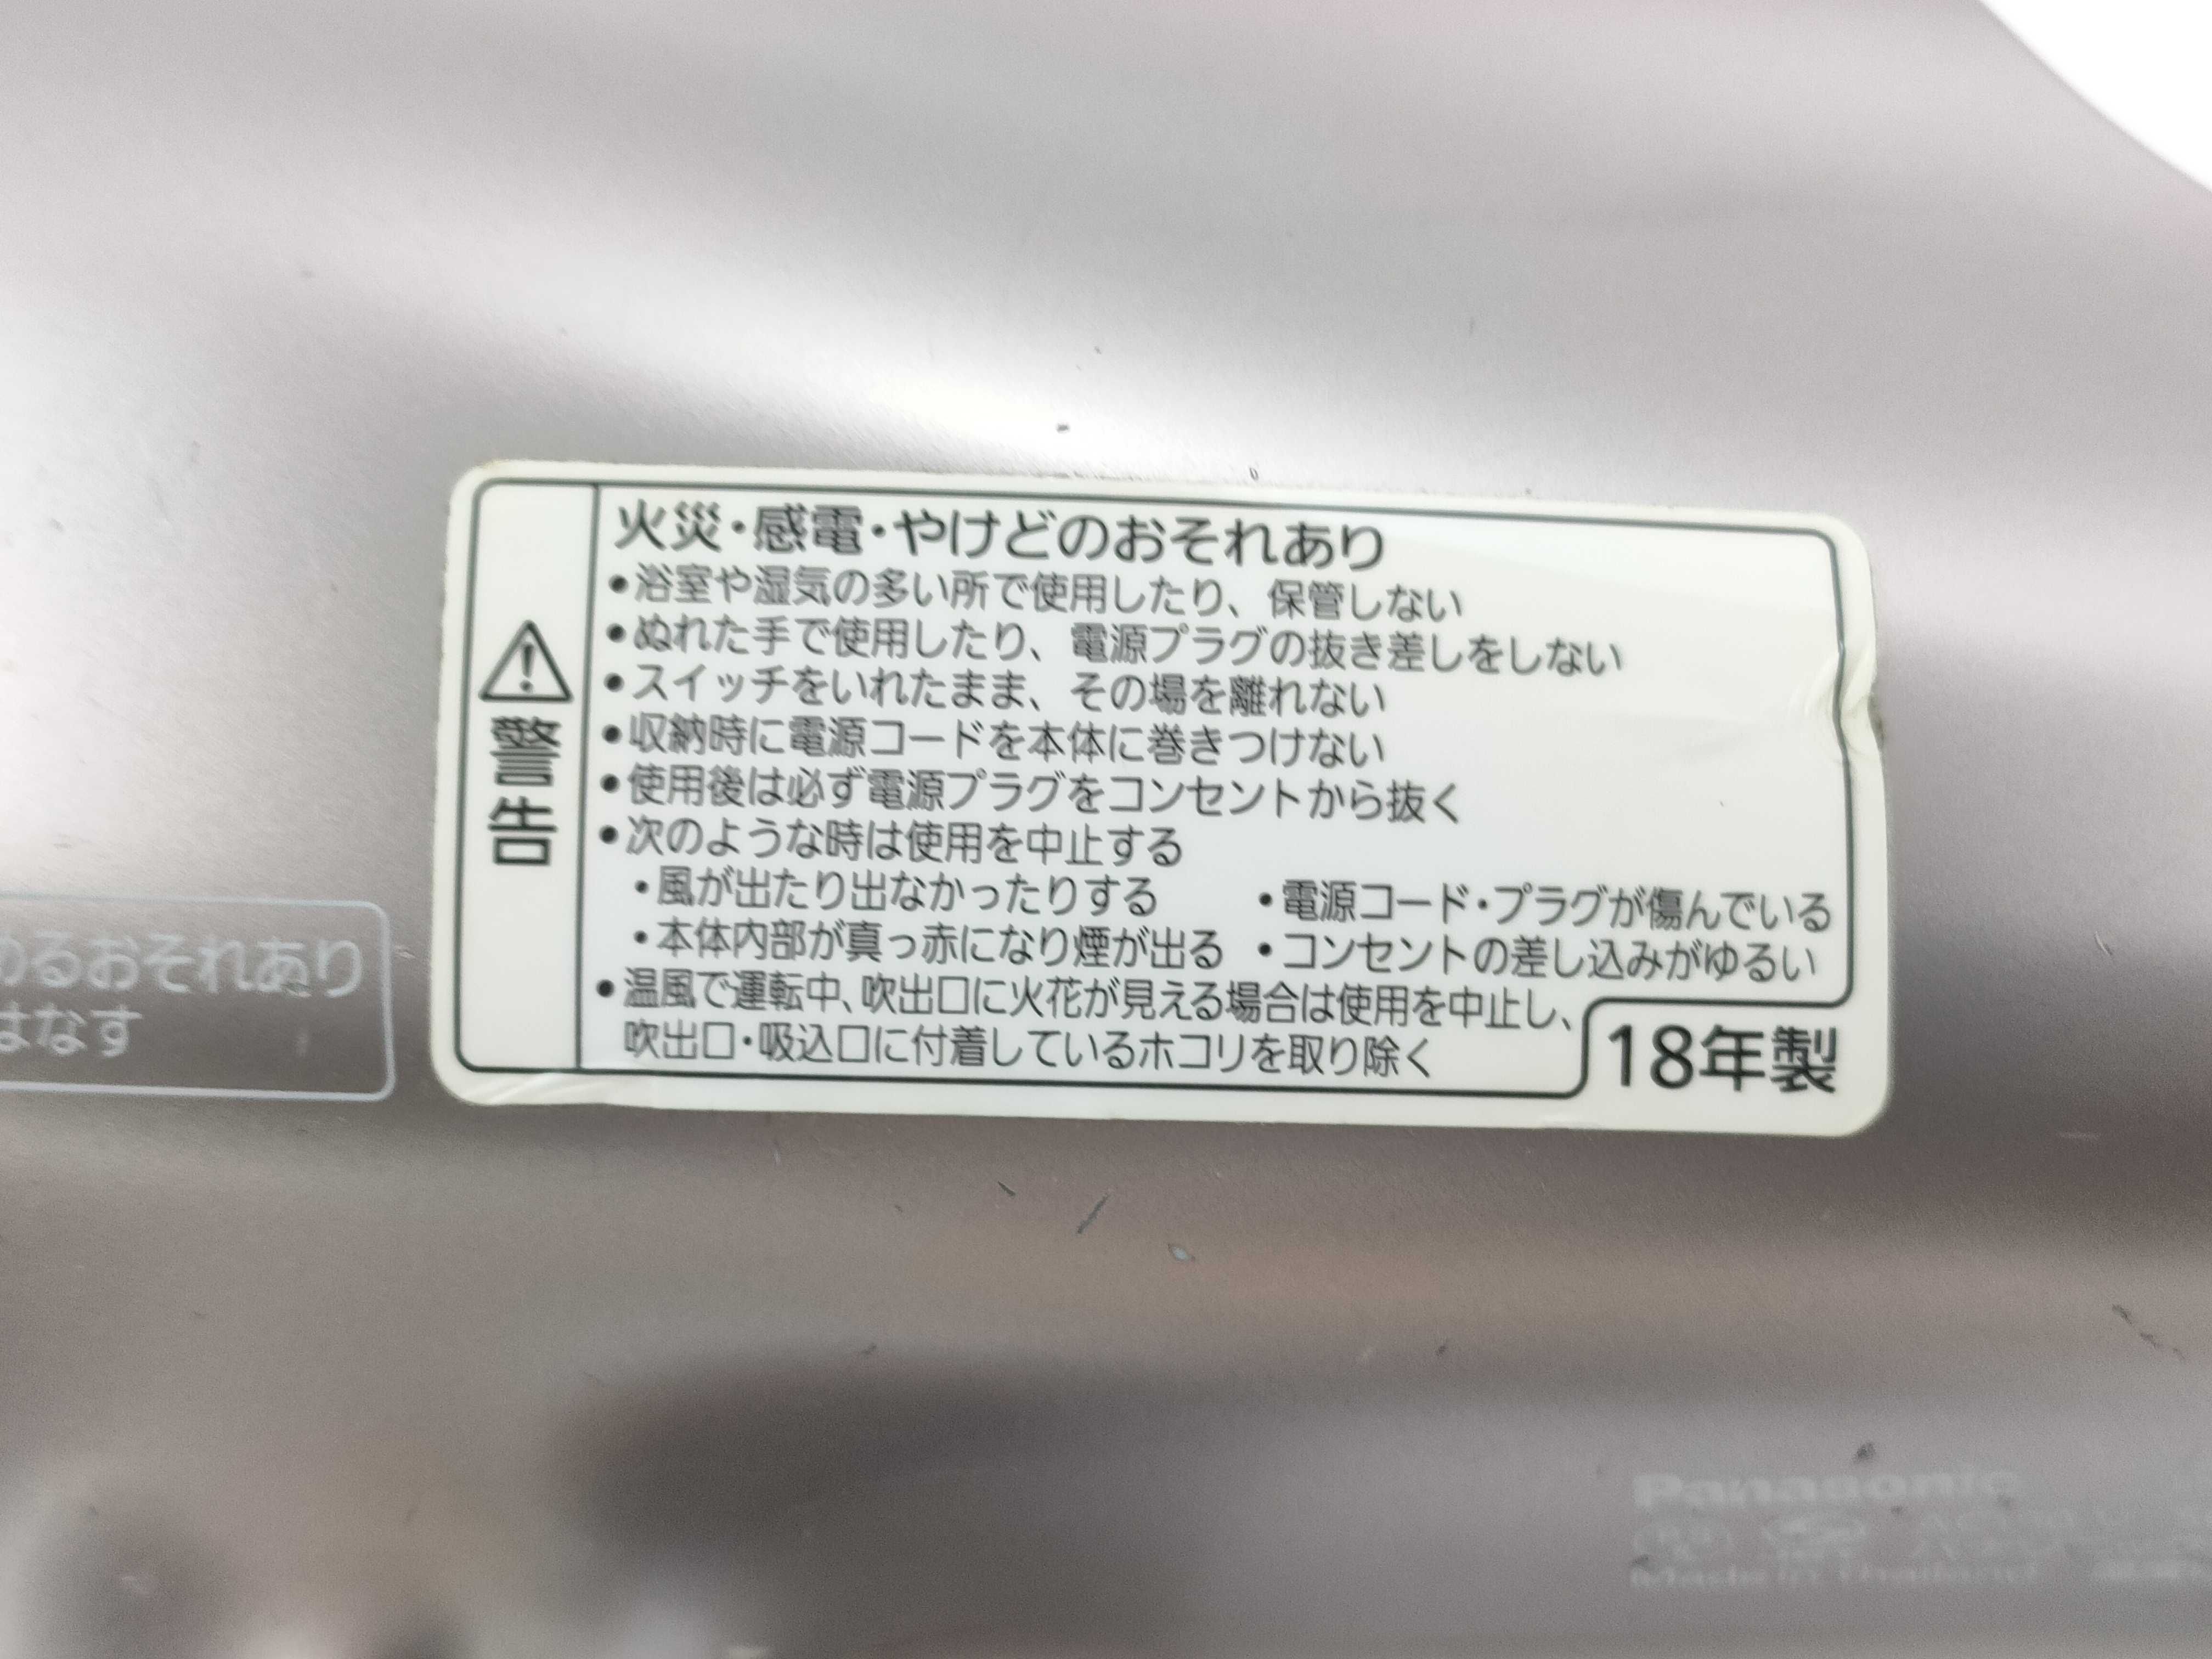 警告
火災・感電・やけどのおそれあり
●浴室や湿気の多い所で使用したり、保管しない
●ぬれた手で使用したり、電源プラグの抜き差しをしない
●スイッチをいれたまま、その場を離れない
●収納時に電源コードを本体に巻きつけない
●使用後は必ず電源プラグをコンセントから抜く
●次のような時は使用を中止する
・風が出たり出なかったりする ・電源コード・プラグが傷んでいる
・本体内部が真っ赤になり煙が出る ・コンセントの差し込みがゆるい
●温風で運転中、吹出口に火花が見える場合は使用を中止し、
吹出口・吸込口に付着しているホコリを取り除く
18年製
めるおそれあり
はなす
Panasonic
Made in Thailand